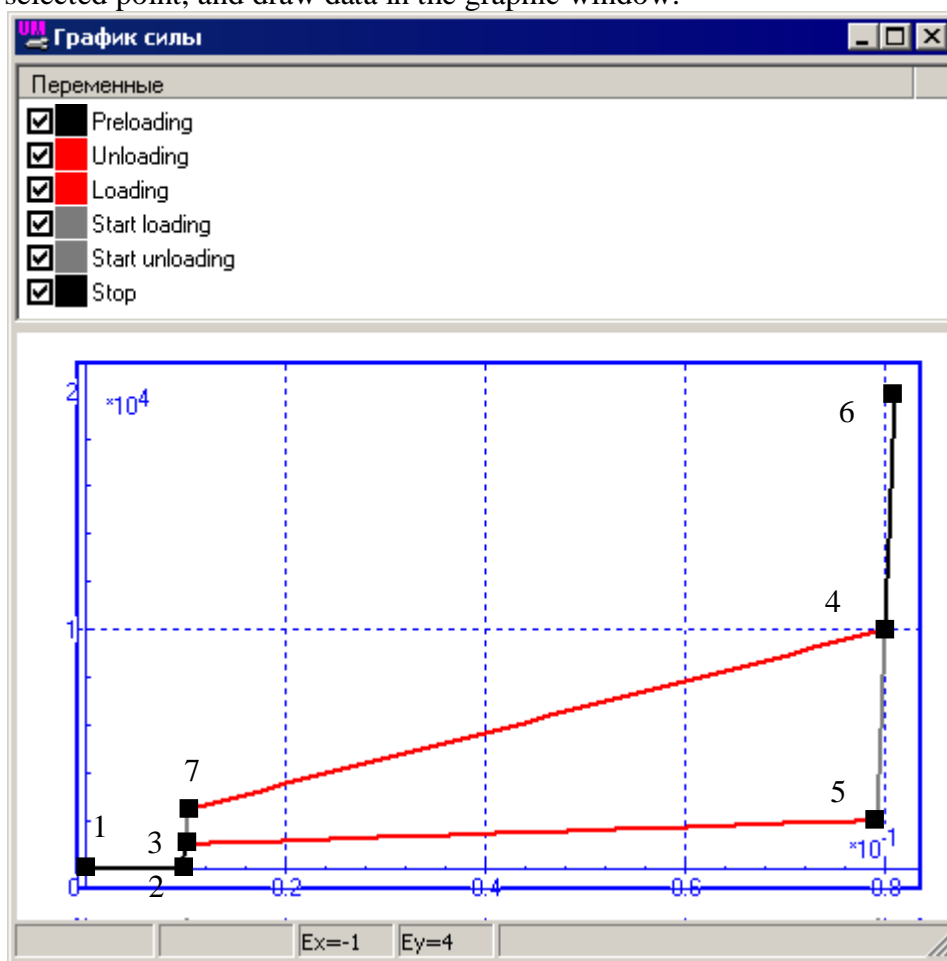 selected point, and draw data in the graphic window.
UM График силы
Переменные
Preloading
Unloading
Loading
Start loading
Start unloading
Stop
2
*10⁴
6
4
1
7
5
1
3
*10⁻¹
2
0 0.2 0.4 0.6 0.8
Ex=-1 Ey=4